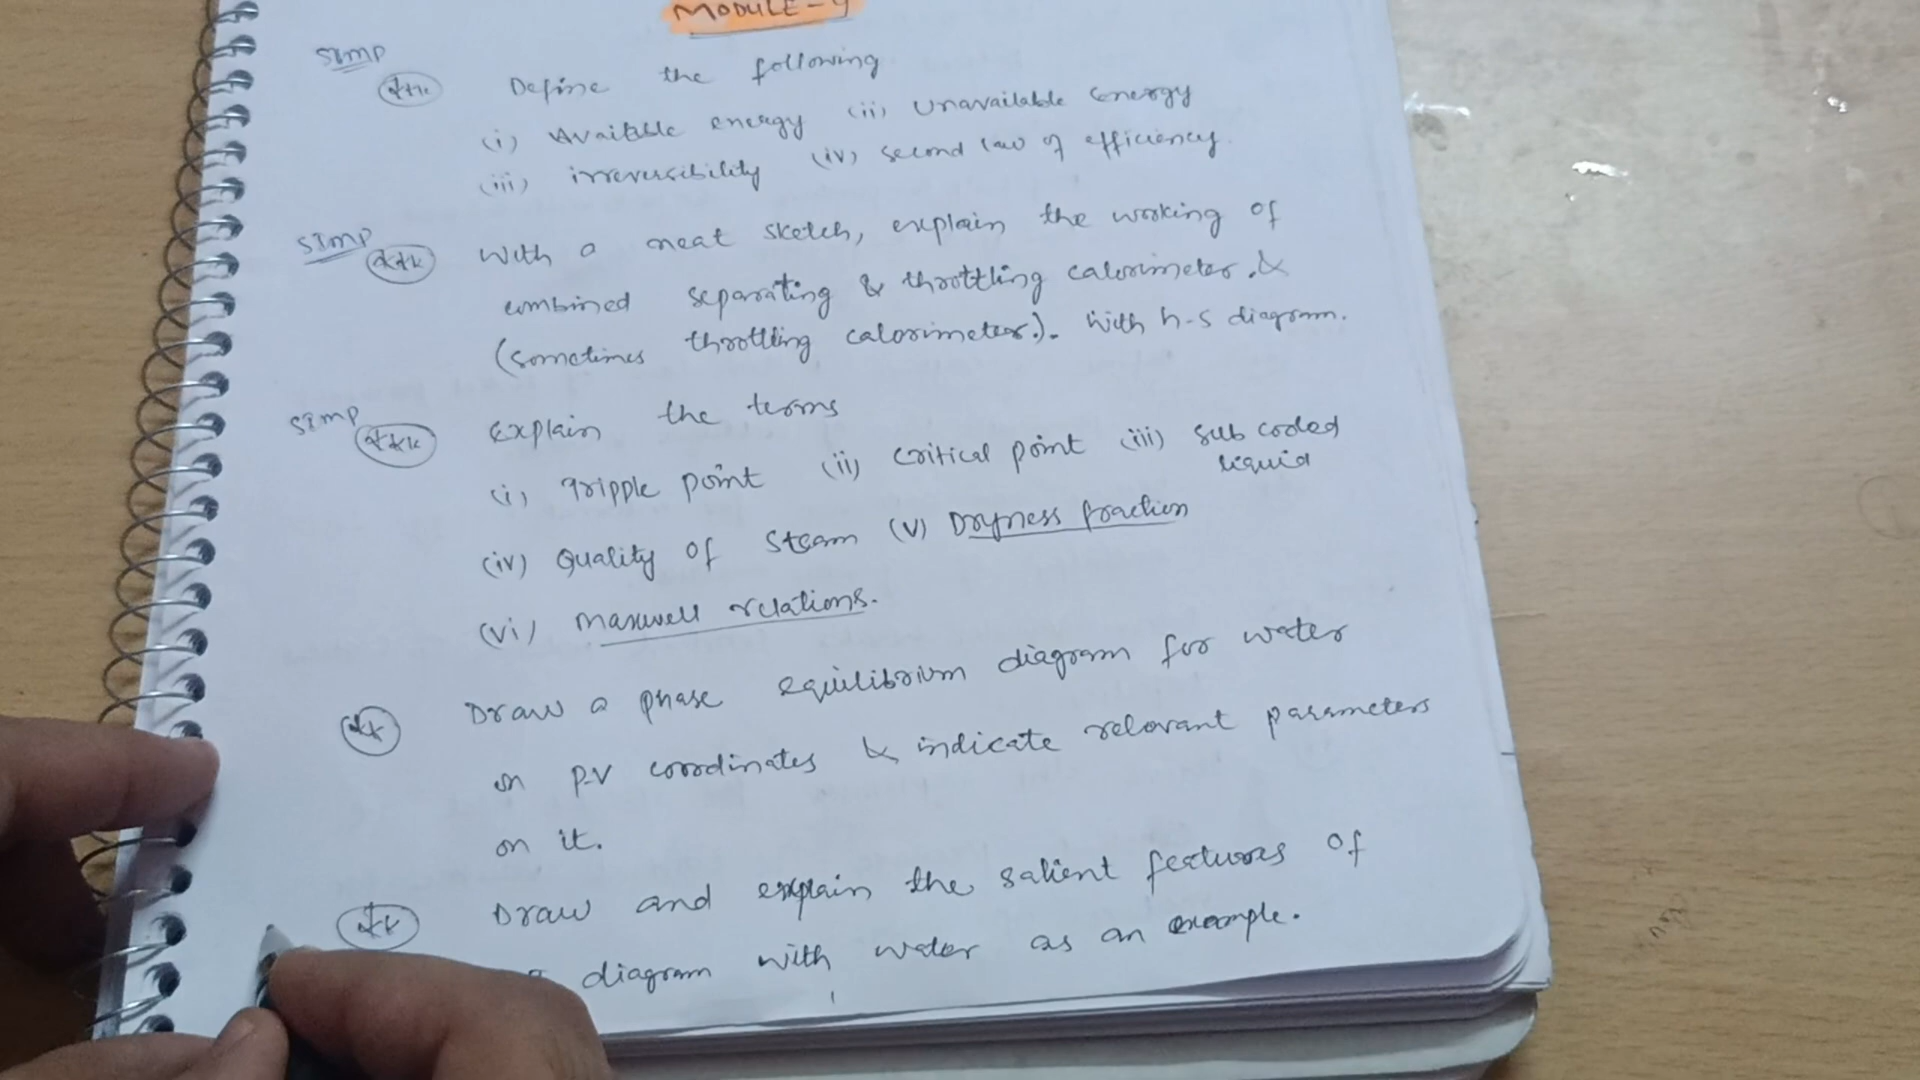 MODULE-4
SIMP
*** Define the following
(i) Available energy (ii) Unavailable Energy
(iii) irreversibility (iv) second law of efficiency.
SIMP
*** With a neat sketch, explain the working of
combined separating & throttling calorimeter. &
(sometimes throttling calorimeter.). With h-s diagram.
SIMP
*** Explain the terms
(i) Tripple point (ii) Critical point (iii) sub cooled
liquid
(iv) Quality of Steam (v) Dryness fraction
(vi) Maxwell relations.
** Draw a phase equilibrium diagram for water
on P-V coordinates & indicate relevant parameters
on it.
** Draw and explain the salient features of
diagram with water as an example.